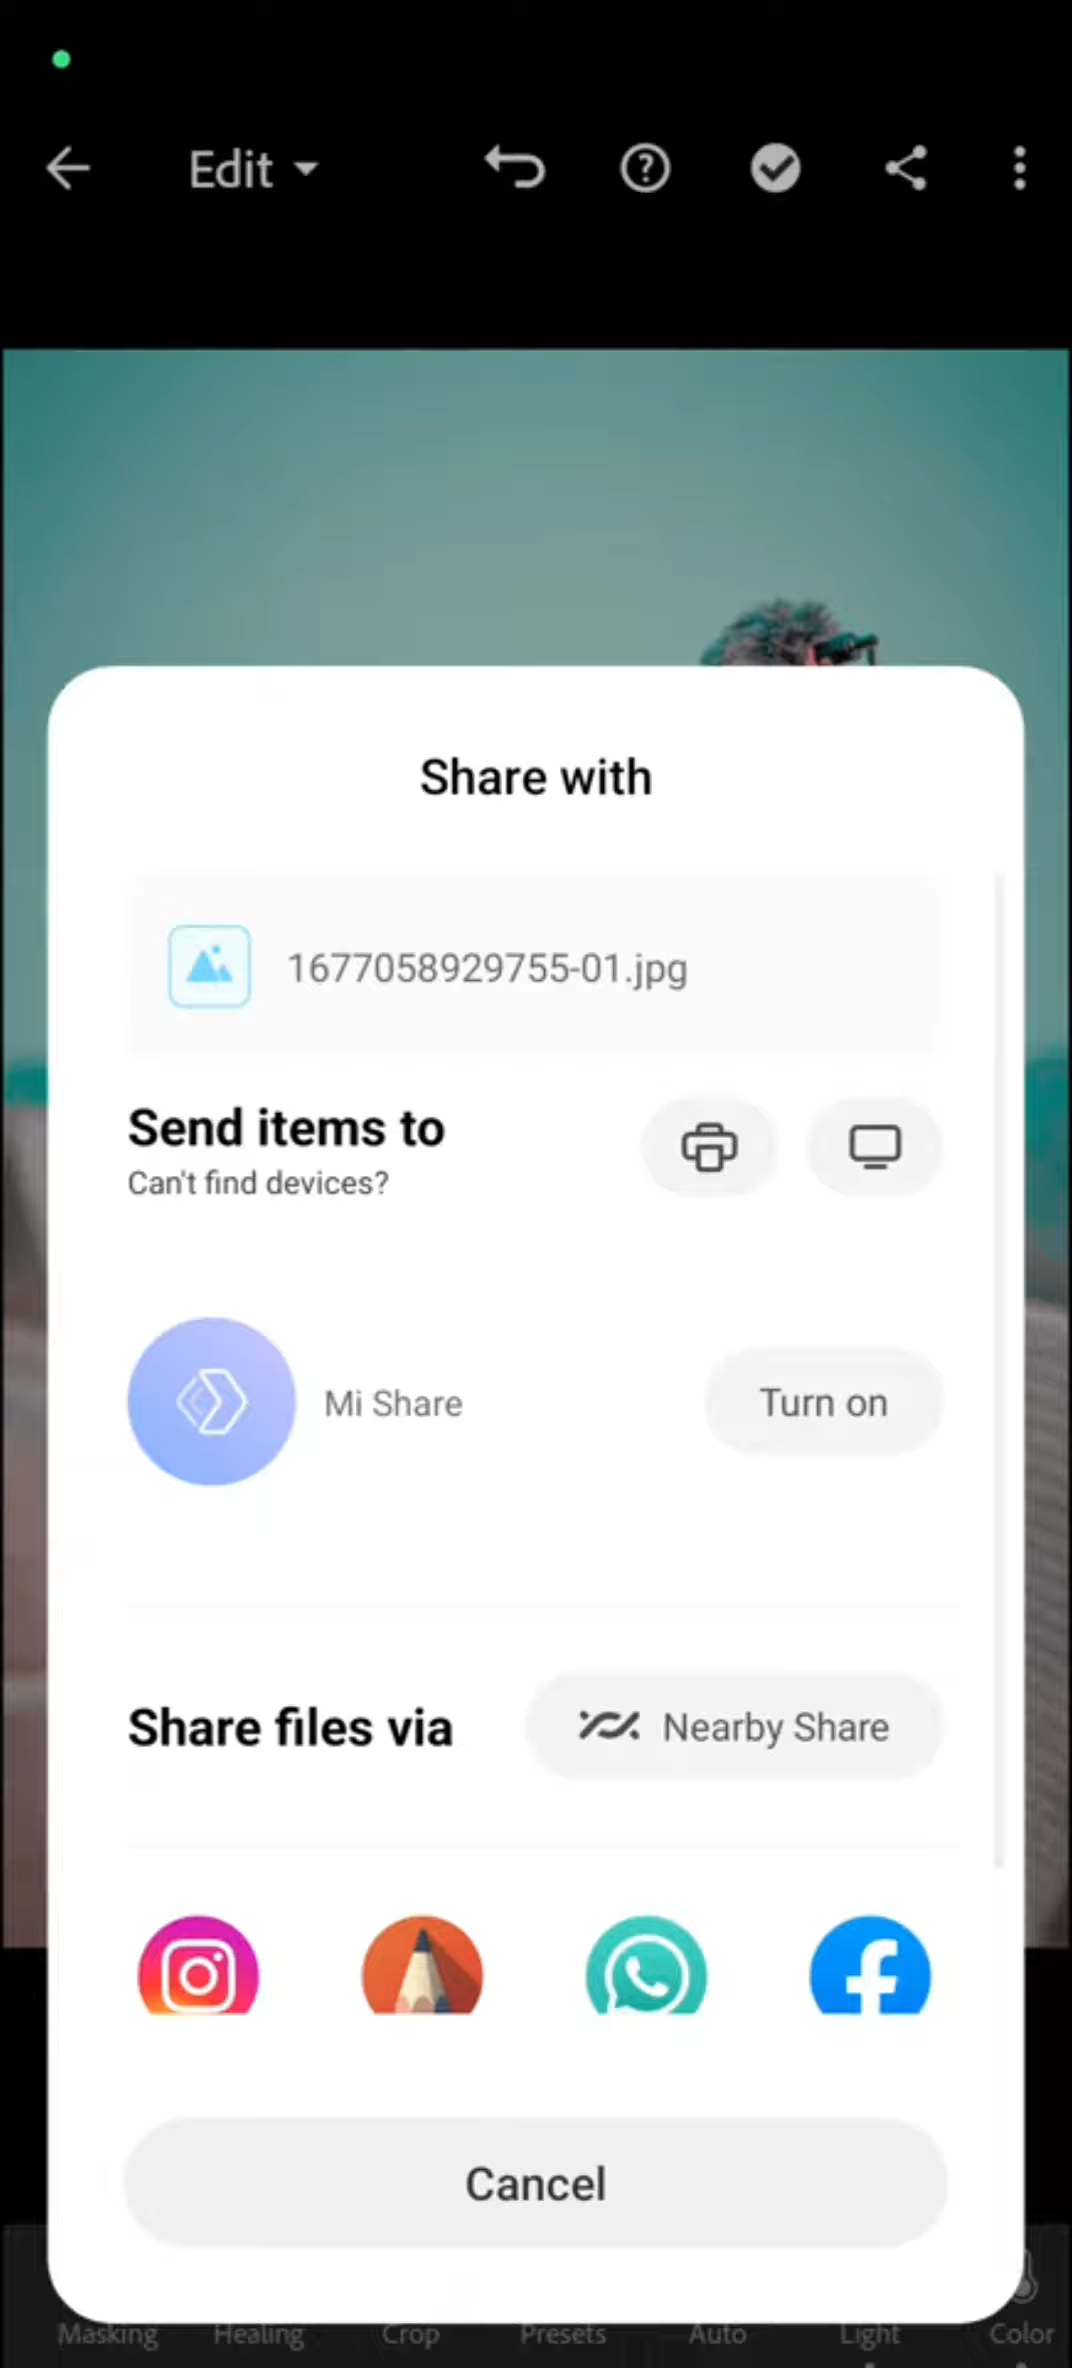 Edit
Share with
1677058929755-01.jpg
Send items to
Can't find devices?
Mi Share
Turn on
Share files via
Nearby Share
Cancel
Masking Healing Crop Presets Auto Light Color